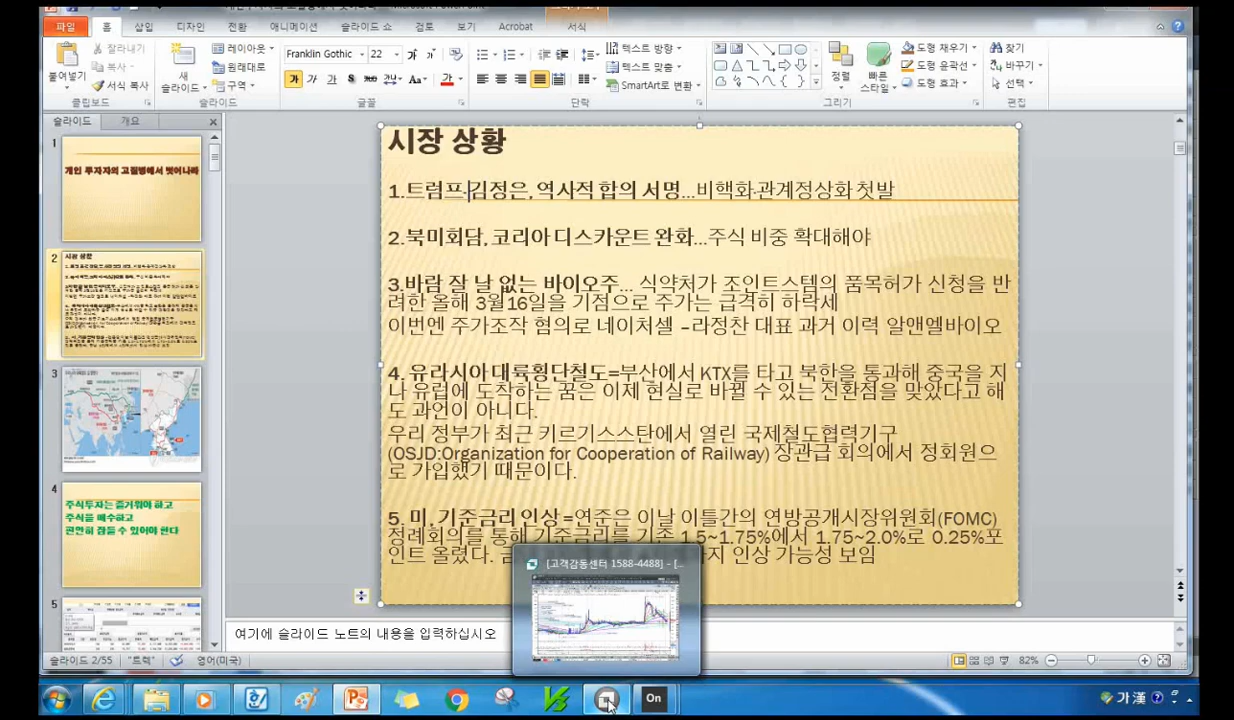 파일
홈
삽입
디자인
전환
애니메이션
슬라이드 쇼
검토
보기
Acrobat
서식
붙여넣기
잘라내기
복사
서식 복사
클립보드
새
슬라이드
레이아웃
원래대로
구역
슬라이드
Franklin Gothic
22
글꼴
텍스트 방향
텍스트 맞춤
SmartArt로 변환
단락
정렬
빠른
스타일
도형 채우기
도형 윤곽선
도형 효과
그리기
찾기
바꾸기
선택
편집
슬라이드
개요
1
개인 투자자의 고질병에서 벗어나라
2
시장 상황
3
4
주식투자는 즐거워야 하고
주식을 매수하고
편안히 잠들 수 있어야 한다
5
시장 상황
1.트럼프-김정은, 역사적 합의 서명...비핵화·관계정상화 첫발
2.북미회담, 코리아 디스카운트 완화...주식 비중 확대해야
3.바람 잘 날 없는 바이오주... 식약처가 조인트스템의 품목허가 신청을 반
려한 올해 3월16일을 기점으로 주가는 급격히 하락세
이번엔 주가조작 혐의로 네이처셀 –라정찬 대표 과거 이력 알앤엘바이오
4. 유라시아 대륙횡단철도=부산에서 KTX를 타고 북한을 통과해 중국을 지
나 유럽에 도착하는 꿈은 이제 현실로 바뀔 수 있는 전환점을 맞았다고 해
도 과언이 아니다.
우리 정부가 최근 키르기스스탄에서 열린 국제철도협력기구
(OSJD:Organization for Cooperation of Railway) 장관급 회의에서 정회원으
로 가입했기 때문이다.
5. 미, 기준금리 인상 =연준은 이날 이틀간의 연방공개시장위원회(FOMC)
정례회의를 통해 기준금리를 기존 1.5~1.75%에서 1.75~2.0%로 0.25%포
인트 올렸다. 인상 가능성 보임
[고객감동센터 1588-4488] - [...
여기에 슬라이드 노트의 내용을 입력하십시오
슬라이드 2/55
"트렉"
영어(미국)
82%
On
가 漢